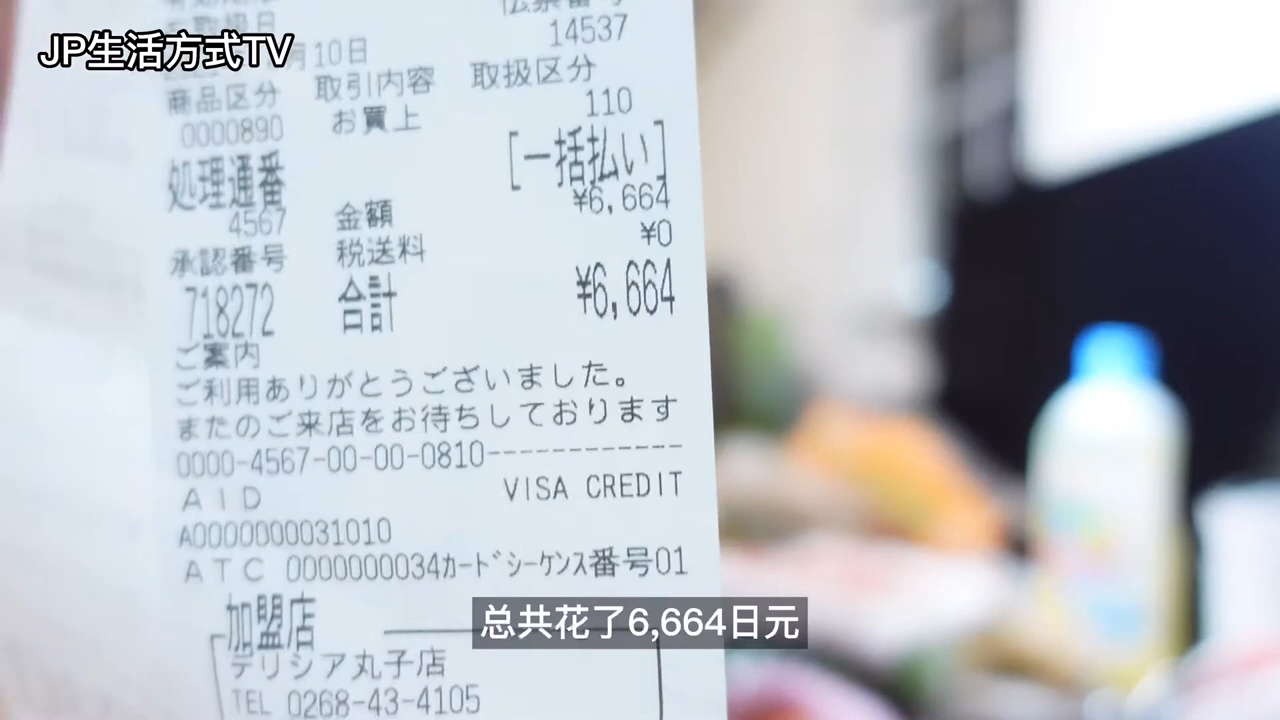 JP生活方式TV
14537
月10日
商品区分 取引内容 取扱区分
0000890 お買上 110
処理通番 [一括払い]
4567 金額 ¥6,664
承認番号 税送料 ¥0
718272 合計 ¥6,664
ご案内
ご利用ありがとうございました。
またのご来店をお待ちしております
0000-4567-00-00-0810------------
AID VISA CREDIT
A0000000031010
ATC 0000000034カードシーケンス番号01
加盟店
デリシア丸子店
TEL 0268-43-4105
总共花了6,664日元